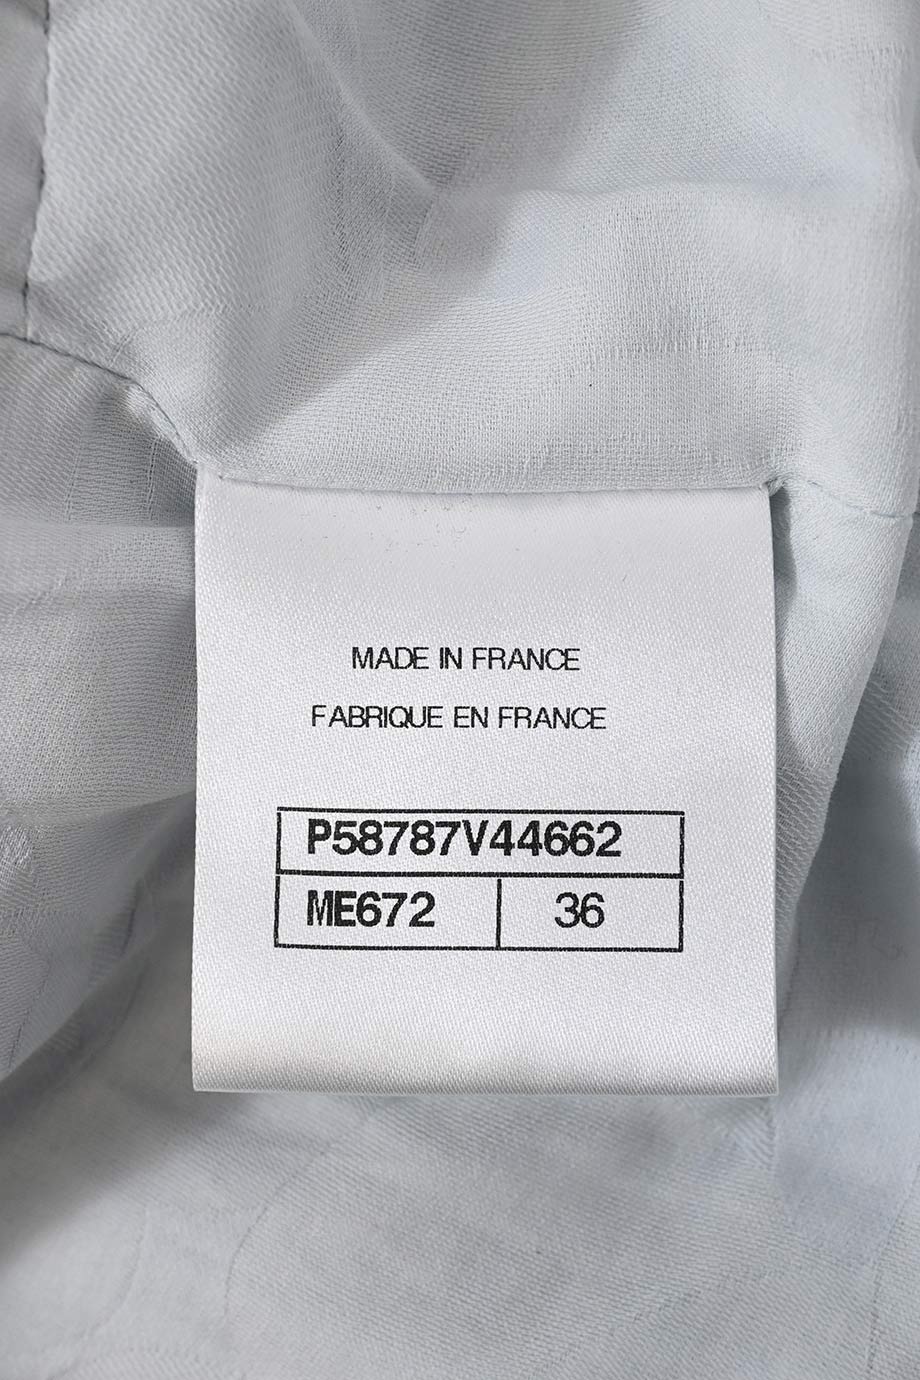 MADE IN FRANCE
FABRIQUE EN FRANCE
P58787V44662
ME672 36